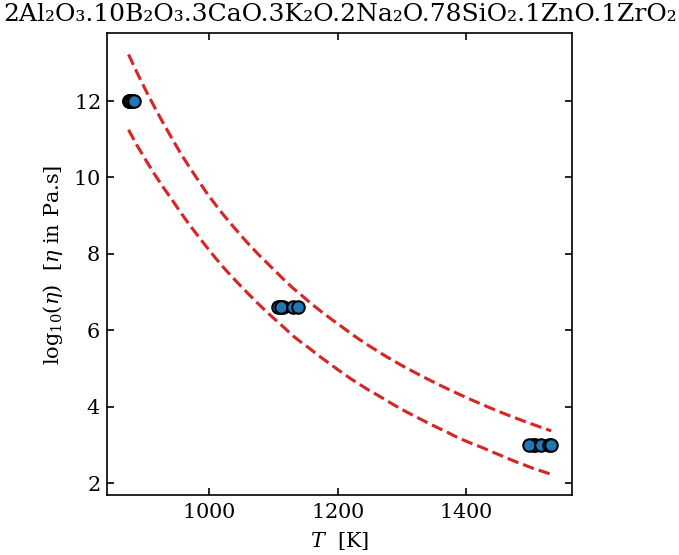 2Al₂O₃.10B₂O₃.3CaO.3K₂O.2Na₂O.78SiO₂.1ZnO.1ZrO₂
12
10
8
6
4
2
log₁₀(η) [η in Pa.s]
1000 1200 1400
T [K]